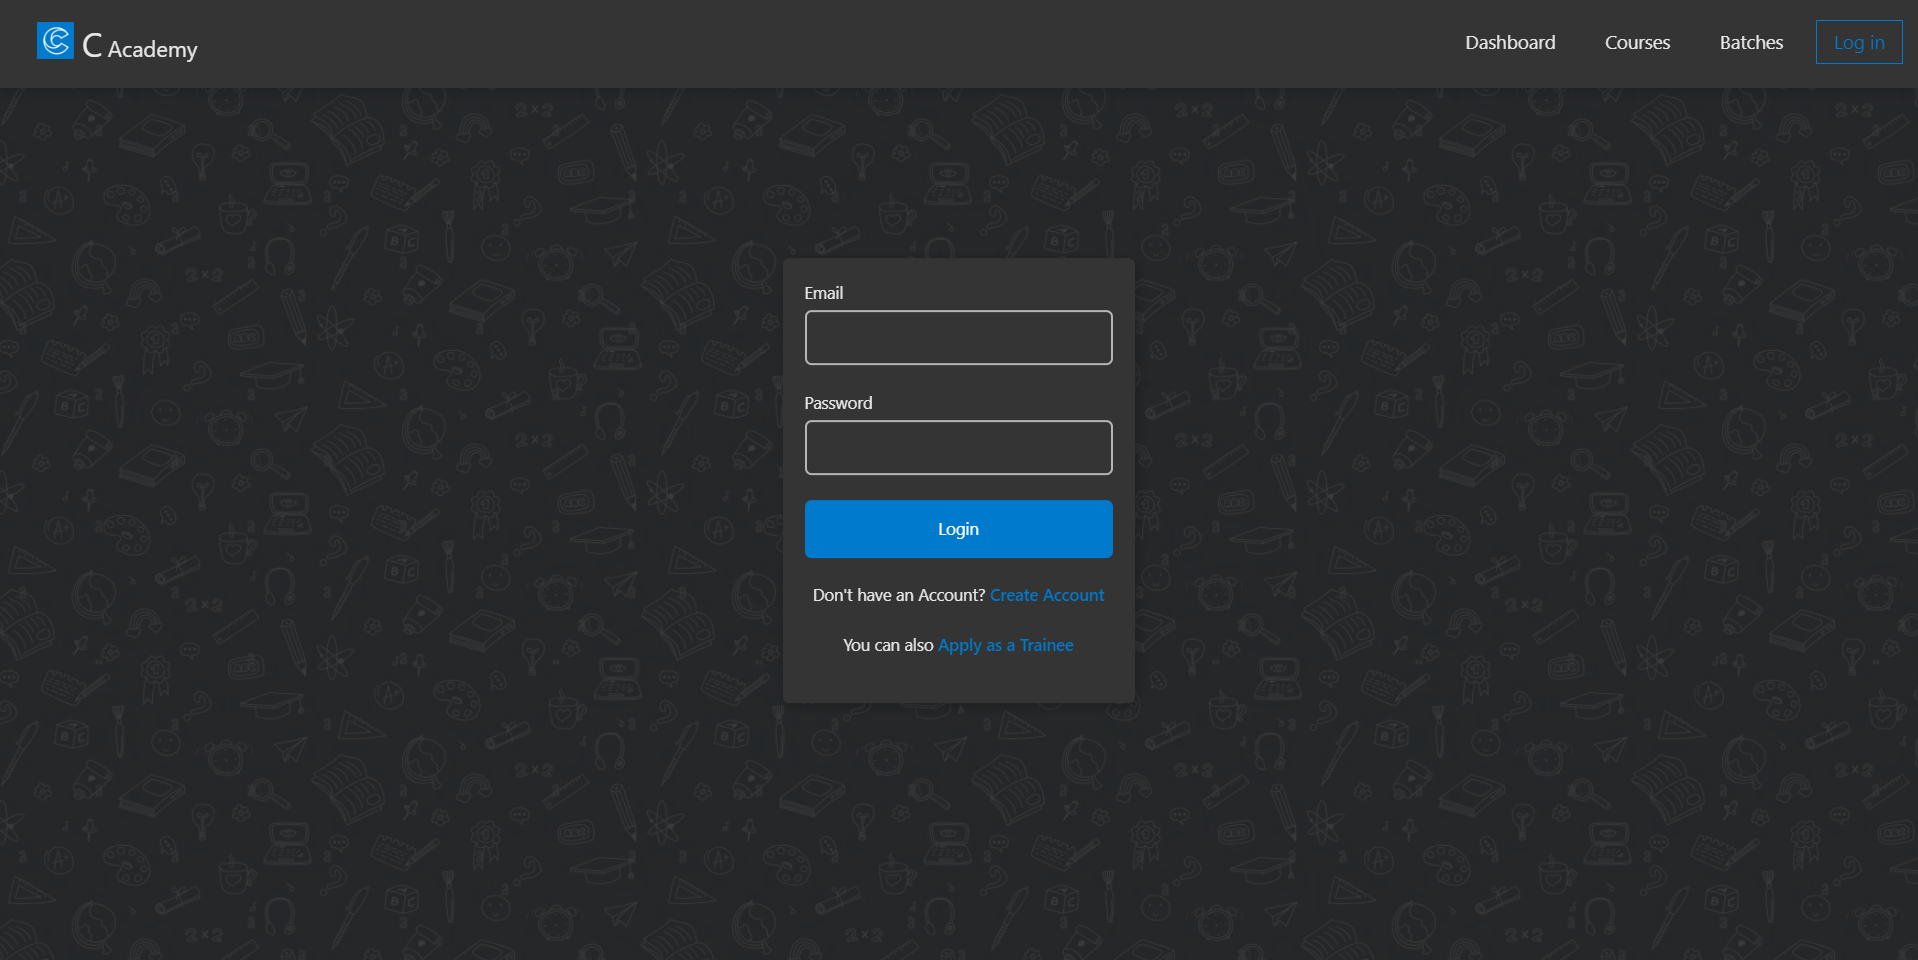 C Academy
Dashboard Courses Batches Log in
Email
Password
Login
Don't have an Account? Create Account
You can also Apply as a Trainee